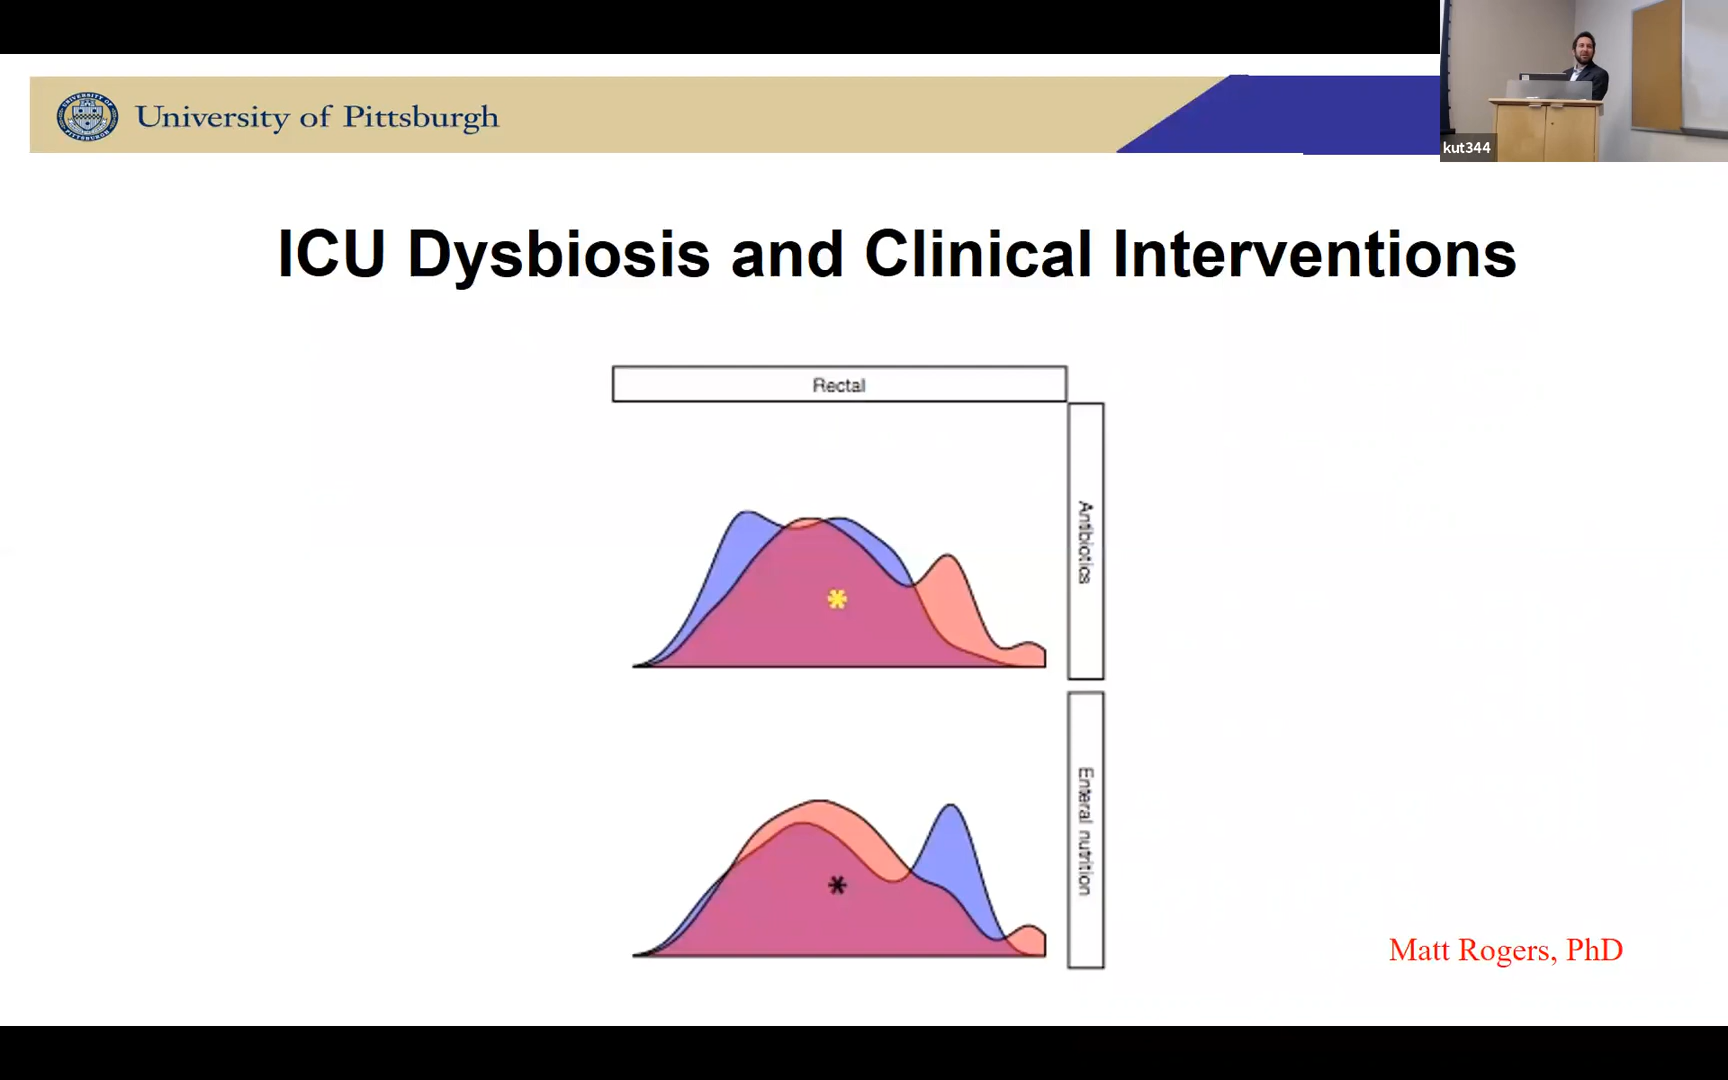 University of Pittsburgh
kut344
ICU Dysbiosis and Clinical Interventions
Rectal
Antibiotics
*
Enteral nutrition
*
Matt Rogers, PhD